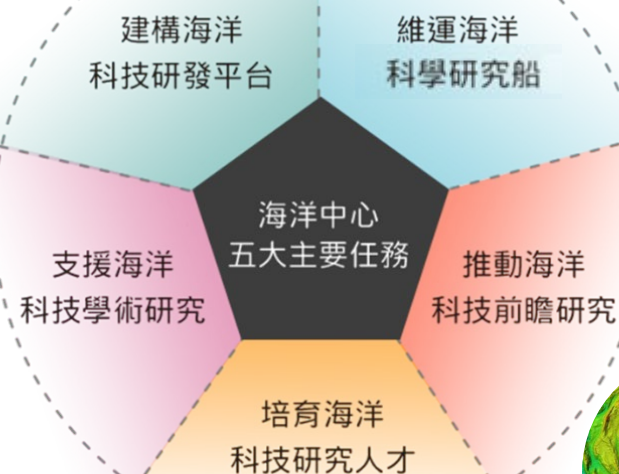 建構海洋
科技研發平台
維運海洋
科學研究船
海洋中心
五大主要任務
支援海洋
科技學術研究
推動海洋
科技前瞻研究
培育海洋
科技研究人才